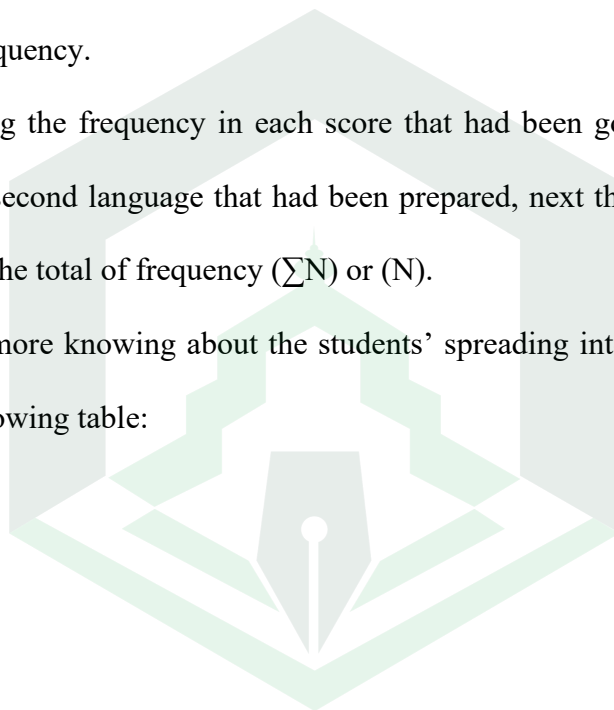 quency.
g the frequency in each score that had been g
econd language that had been prepared, next th
he total of frequency (∑N) or (N).
more knowing about the students’ spreading int
owing table: